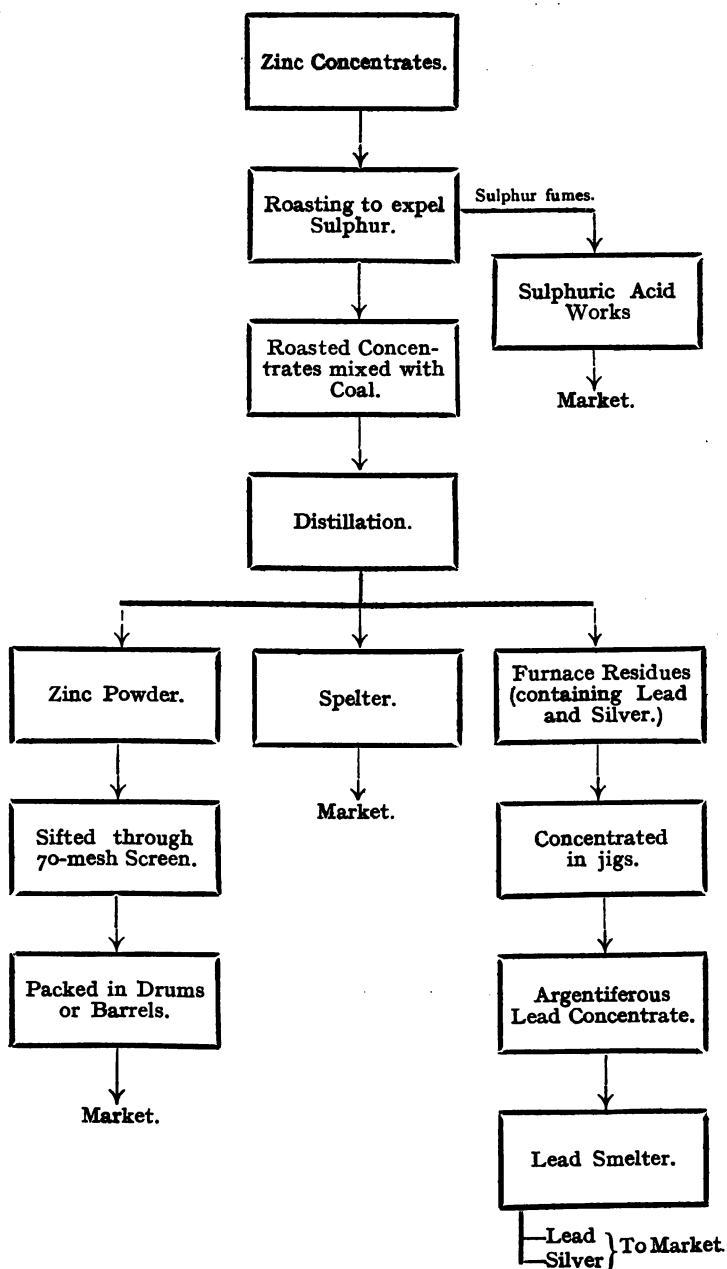 Zinc Concentrates.
Roasting to expel
Sulphur.
Sulphur fumes.
Sulphuric Acid
Works
Market.
Roasted Concen-
trates mixed with
Coal.
Distillation.
Zinc Powder.
Spelter.
Furnace Residues
(containing Lead
and Silver.)
Market.
Sifted through
70-mesh Screen.
Concentrated
in jigs.
Packed in Drums
or Barrels.
Argentiferous
Lead Concentrate.
Market.
Lead Smelter.
Lead
Silver } To Market.